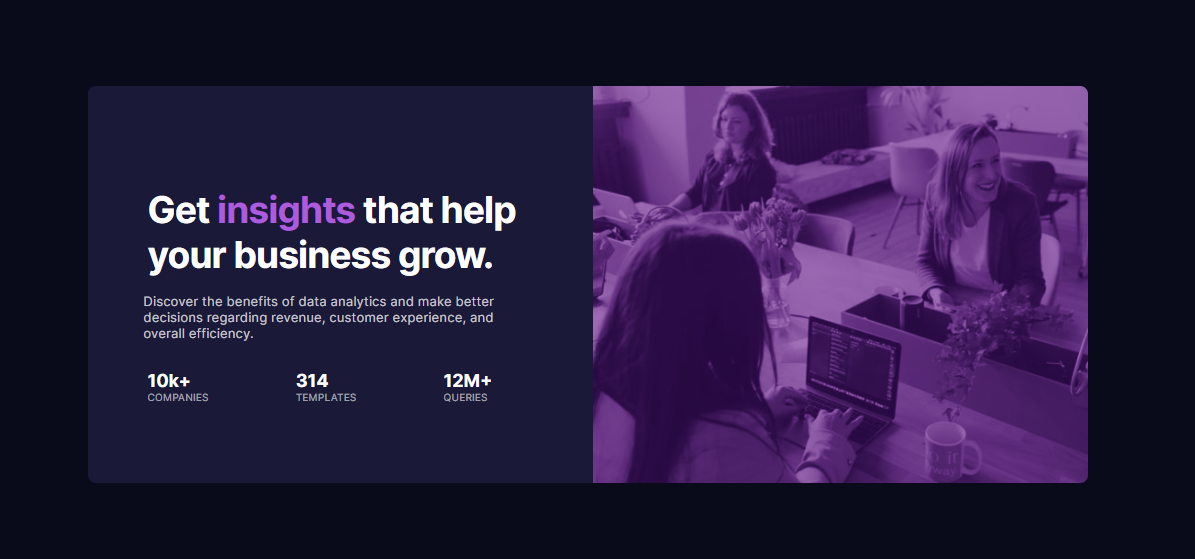 Get insights that help
your business grow.
Discover the benefits of data analytics and make better
decisions regarding revenue, customer experience, and
overall efficiency.
10k+ 314 12M+
COMPANIES TEMPLATES QUERIES